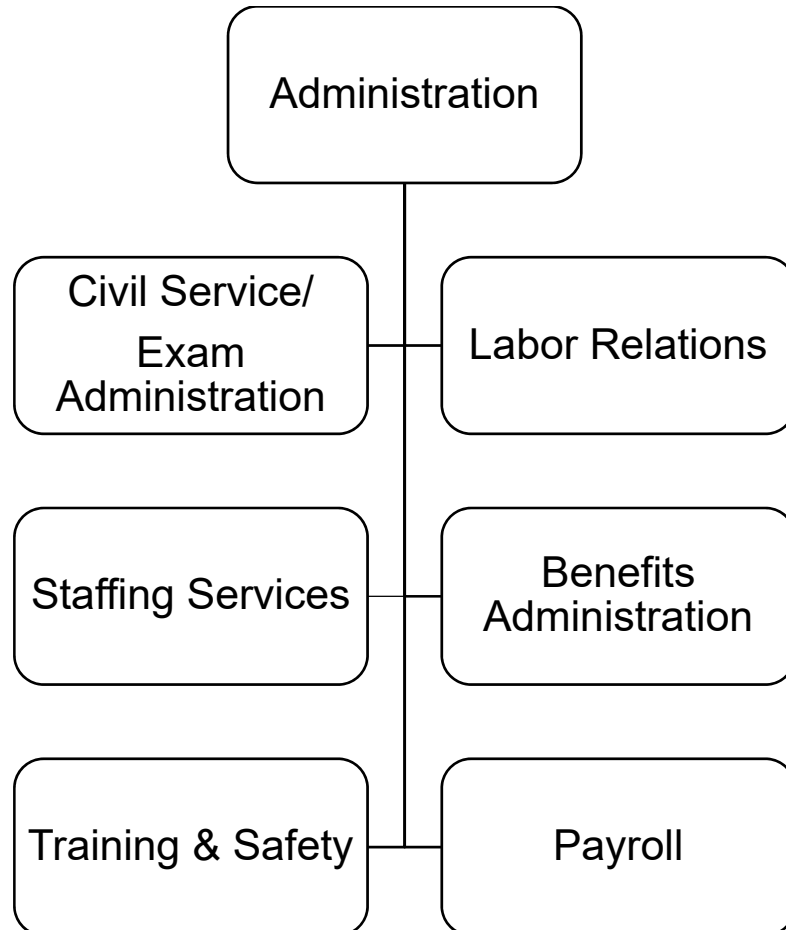 Administration
Civil Service/
Exam
Administration
Labor Relations
Staffing Services
Benefits
Administration
Training & Safety
Payroll